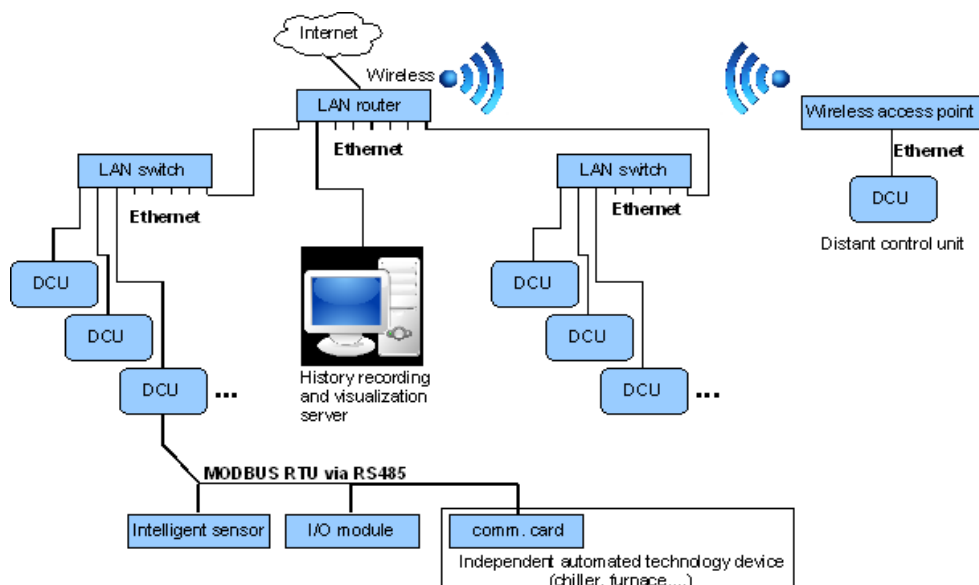 Internet
Wireless
LAN router
Wireless access point
Ethernet
Ethernet
LAN switch
LAN switch
DCU
Ethernet
Ethernet
Distant control unit
DCU
DCU
DCU
DCU
History recording
and visualization
server
DCU
...
DCU
...
MODBUS RTU via RS485
Intelligent sensor
I/O module
comm. card
Independent automated technology device
(chiller, furnace....)